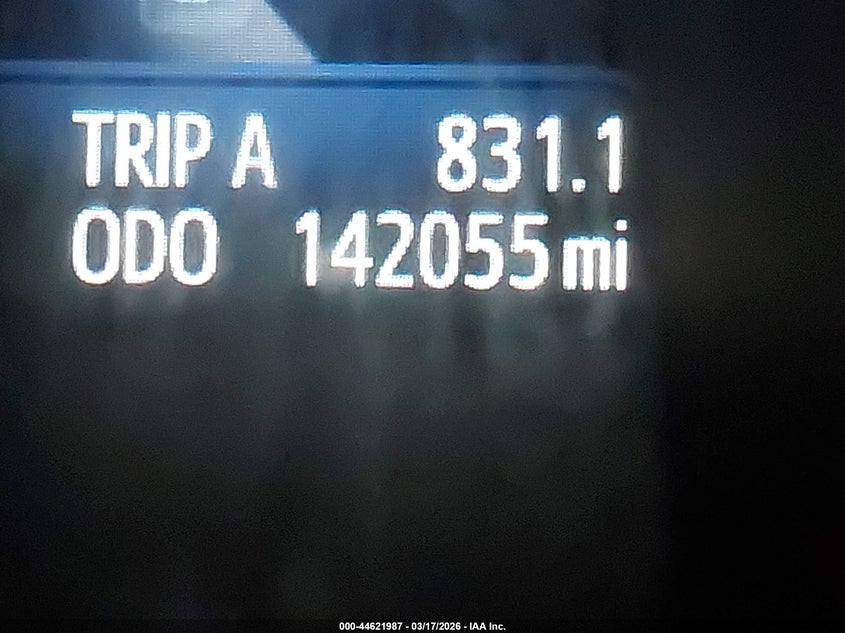 TRIP A 831.1
ODO 142055 mi
000-44621987 - 03/17/2026 - IAA Inc.